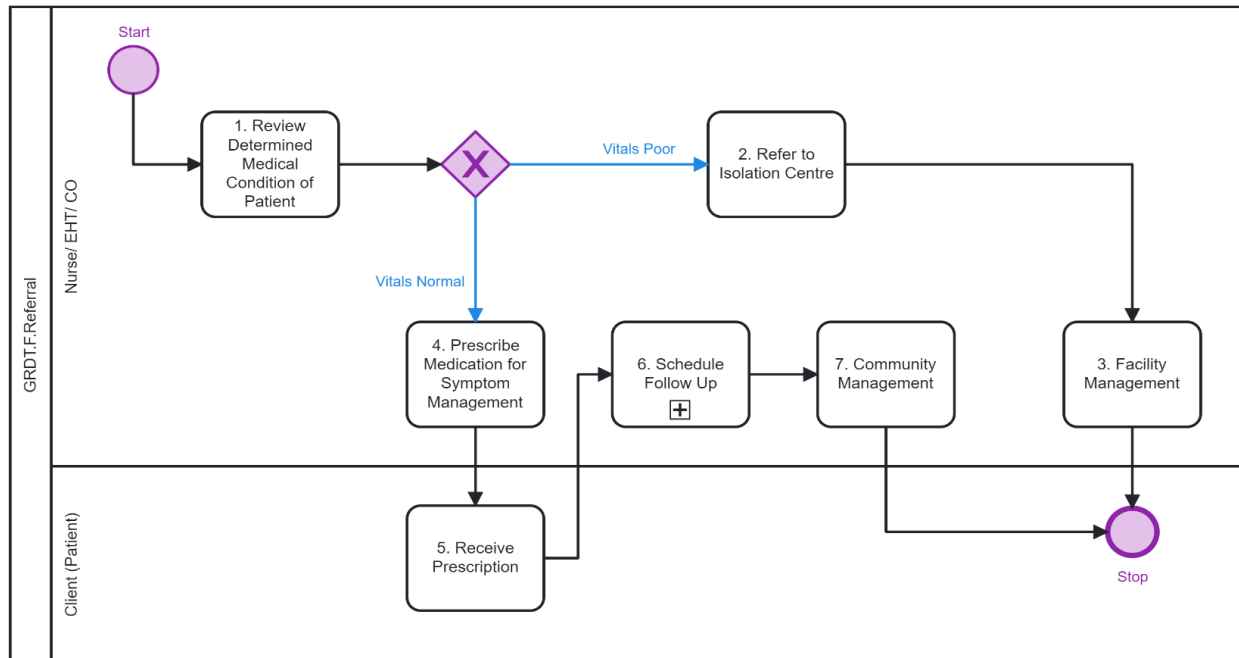 GRDT.F.Referral
Nurse/ EHT/ CO
Start
1. Review
Determined
Medical
Condition of
Patient
X
Vitals Poor
2. Refer to
Isolation Centre
Vitals Normal
4. Prescribe
Medication for
Symptom
Management
6. Schedule
Follow Up
7. Community
Management
3. Facility
Management
Client (Patient)
5. Receive
Prescription
Stop